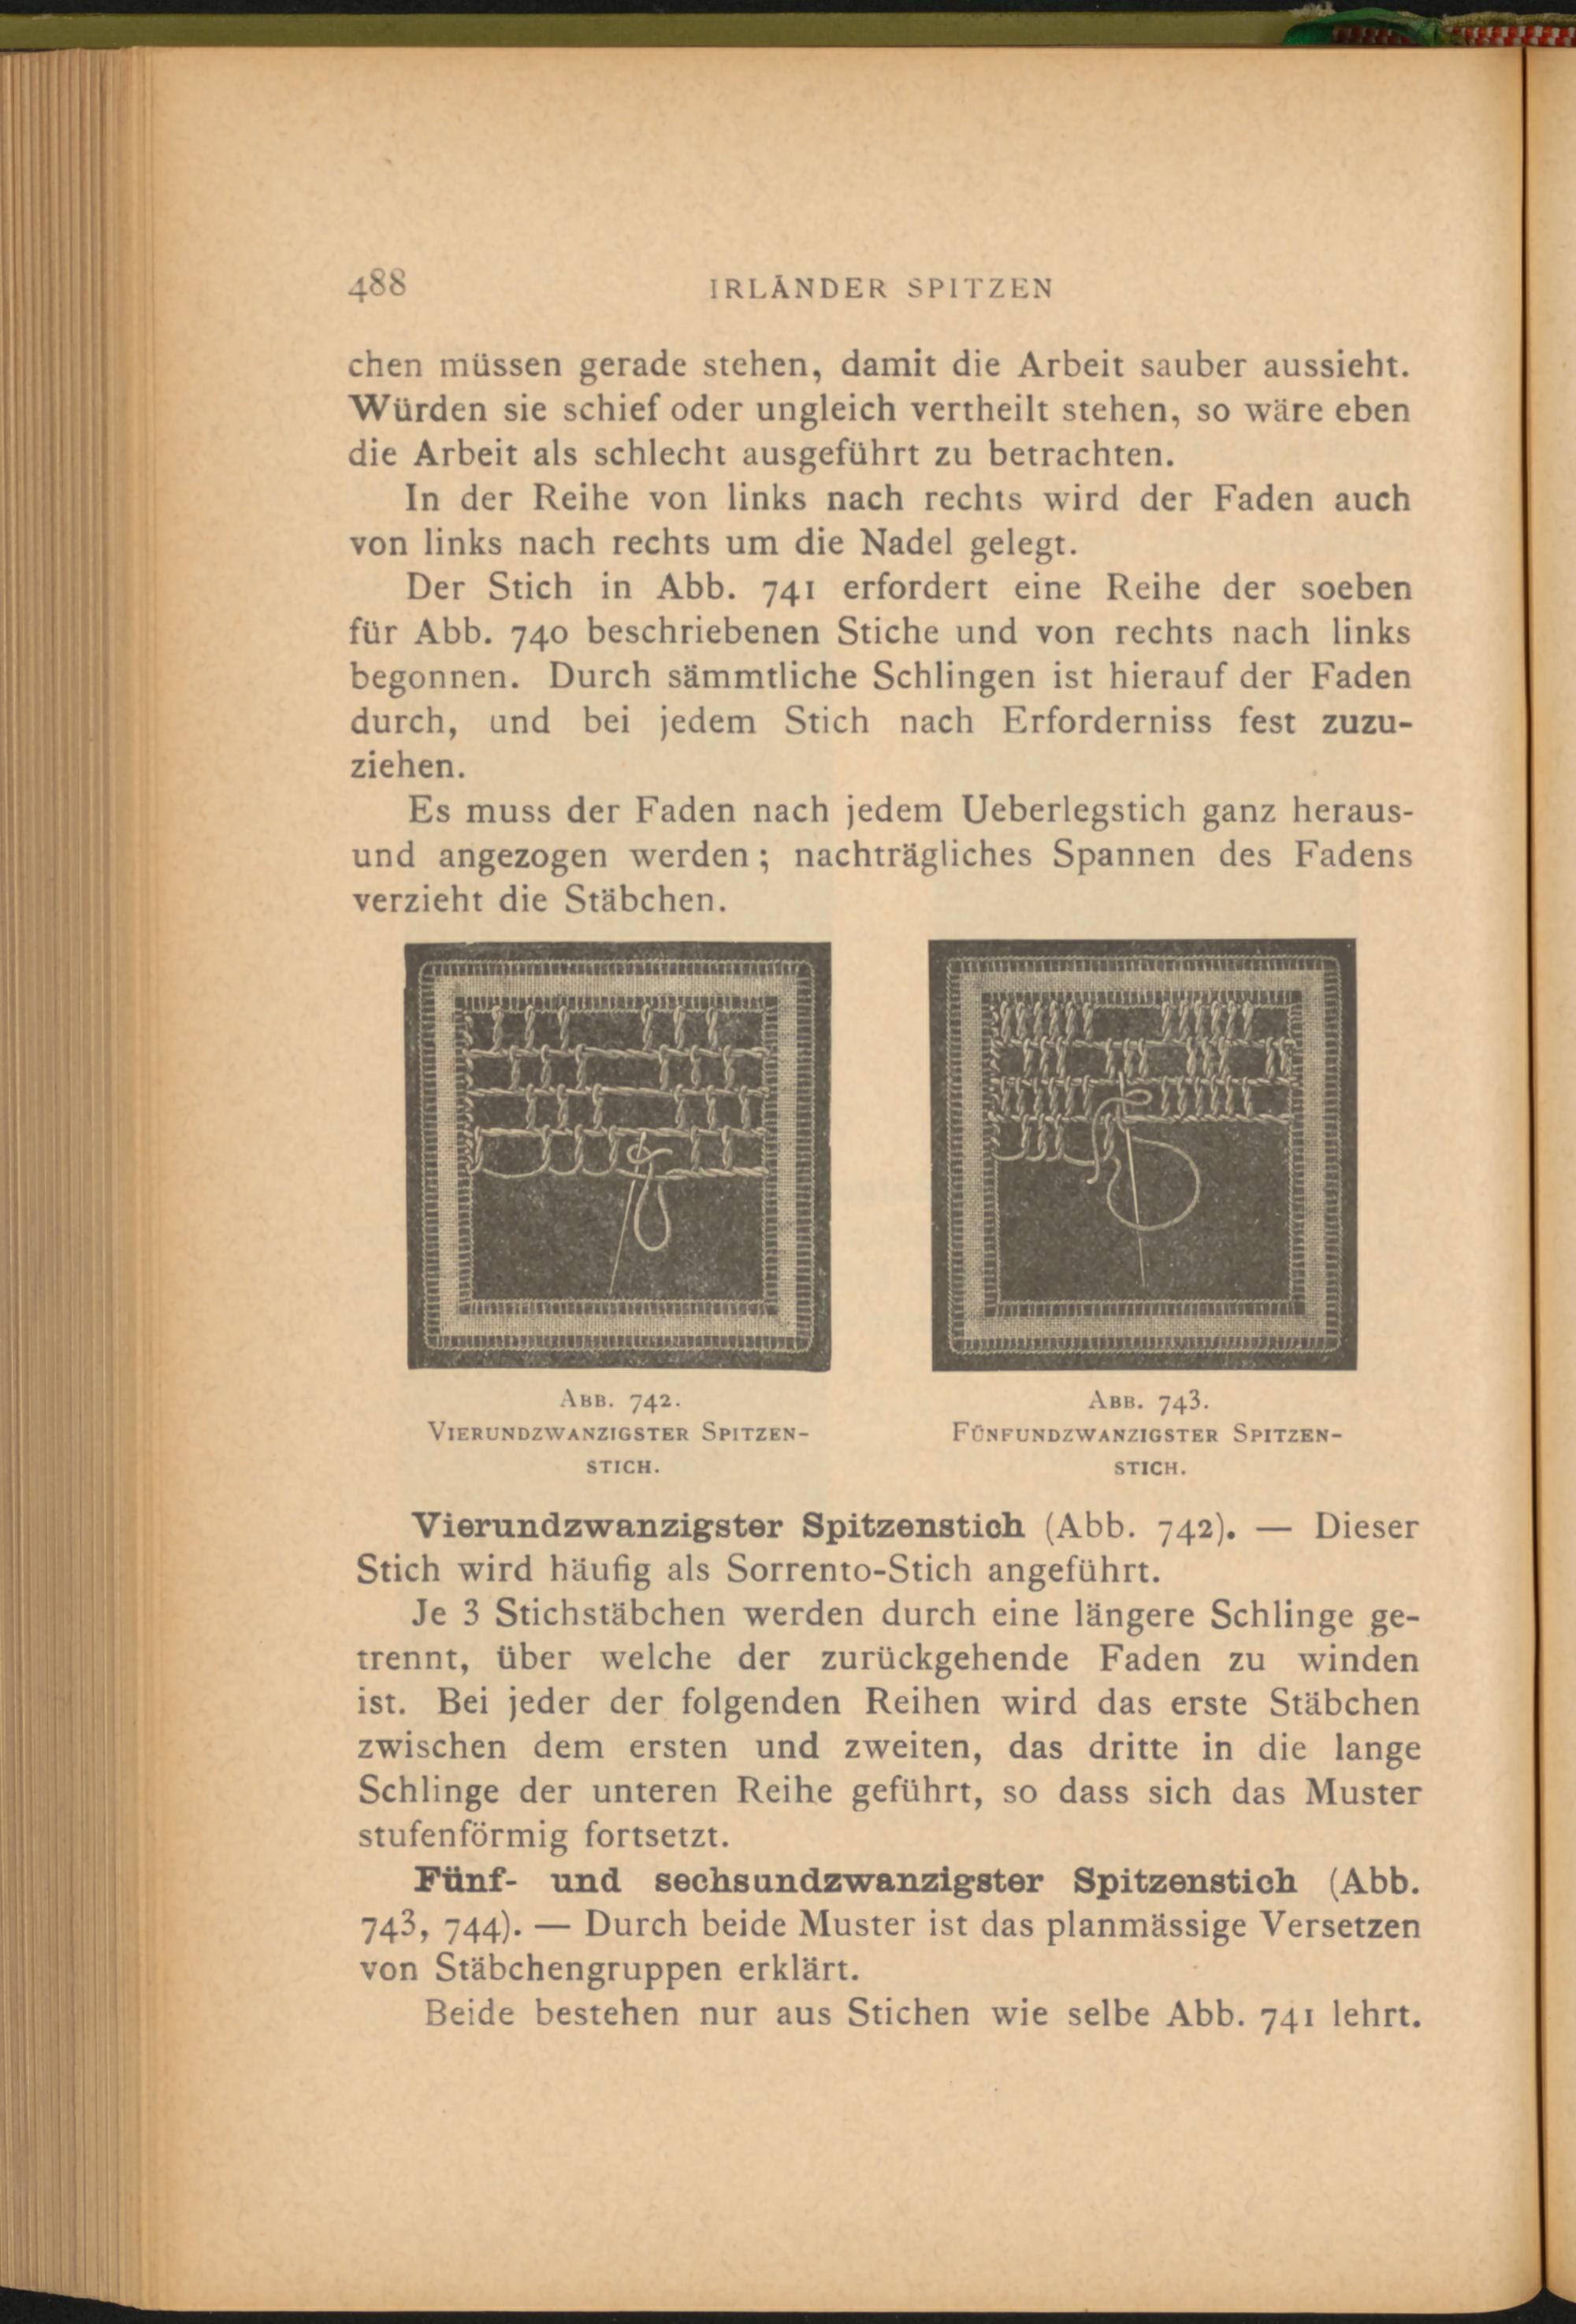 488 IRLÄNDER SPITZEN
chen müssen gerade stehen, damit die Arbeit sauber aussieht.
Würden sie schief oder ungleich vertheilt stehen, so wäre eben
die Arbeit als schlecht ausgeführt zu betrachten.
In der Reihe von links nach rechts wird der Faden auch
von links nach rechts um die Nadel gelegt.
Der Stich in Abb. 741 erfordert eine Reihe der soeben
für Abb. 740 beschriebenen Stiche und von rechts nach links
begonnen. Durch sämmtliche Schlingen ist hierauf der Faden
durch, und bei jedem Stich nach Erforderniss fest zuzu-
ziehen.
Es muss der Faden nach jedem Ueberlegstich ganz heraus-
und angezogen werden; nachträgliches Spannen des Fadens
verzieht die Stäbchen.
Abb. 742.
Vierundzwanzigster Spitzen-
stich.
Abb. 743.
Fünfundzwanzigster Spitzen-
stich.
Vierundzwanzigster Spitzenstich (Abb. 742). — Dieser
Stich wird häufig als Sorrento-Stich angeführt.
Je 3 Stichstäbchen werden durch eine längere Schlinge ge-
trennt, über welche der zurückgehende Faden zu winden
ist. Bei jeder der folgenden Reihen wird das erste Stäbchen
zwischen dem ersten und zweiten, das dritte in die lange
Schlinge der unteren Reihe geführt, so dass sich das Muster
stufenförmig fortsetzt.
Fünf- und sechsundzwanzigster Spitzenstich (Abb.
743, 744). — Durch beide Muster ist das planmässige Versetzen
von Stäbchengruppen erklärt.
Beide bestehen nur aus Stichen wie selbe Abb. 741 lehrt.